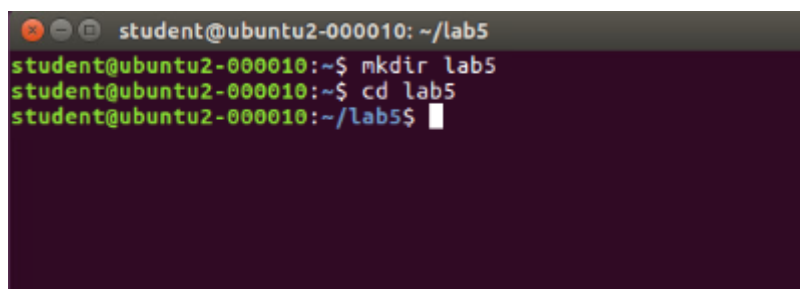 student@ubuntu2-000010: ~/lab5
student@ubuntu2-000010:~$ mkdir lab5
student@ubuntu2-000010:~$ cd lab5
student@ubuntu2-000010:~/lab5$